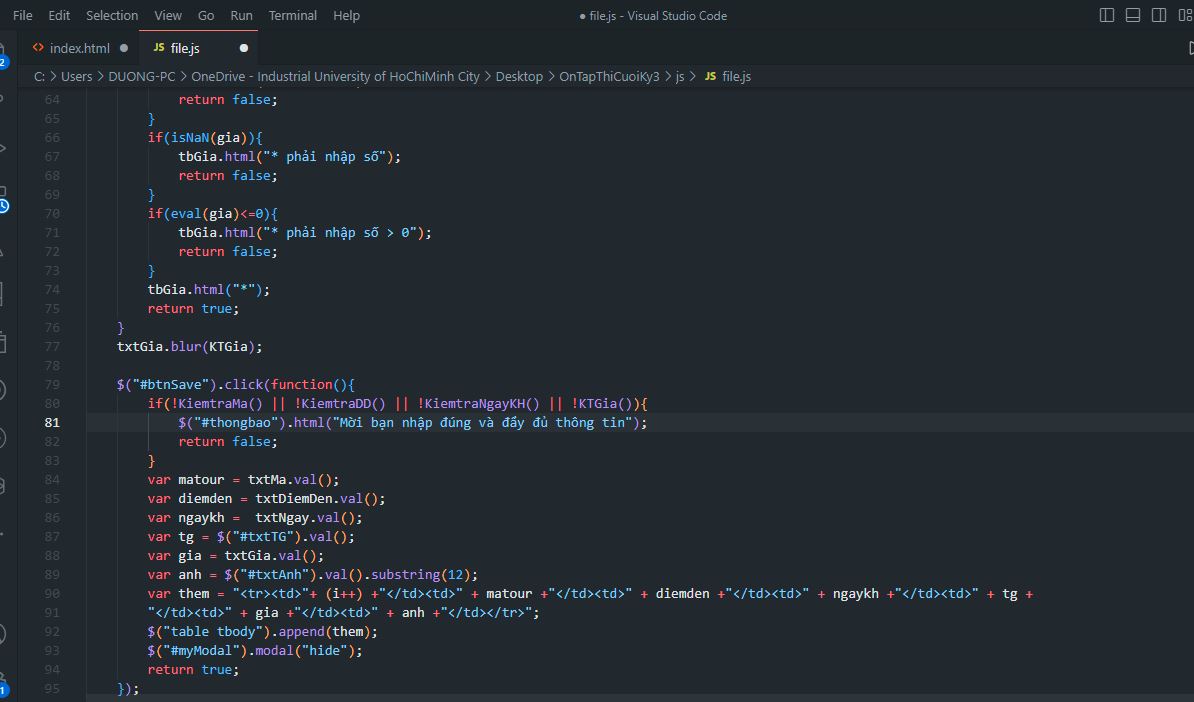 File Edit Selection View Go Run Terminal Help
● file.js - Visual Studio Code
index.html ●
JS file.js ●
C: > Users > DUONG-PC > OneDrive - Industrial University of HoChiMinh City > Desktop > OnTapThiCuoiKy3 > js > JS file.js
64 return false;
65 }
66 if(isNaN(gia)){
67 tbGia.html("* phải nhập số");
68 return false;
69 }
70 if(eval(gia)<=0){
71 tbGia.html("* phải nhập số > 0");
72 return false;
73 }
74 tbGia.html("*");
75 return true;
76 }
77 txtGia.blur(KTGia);
78
79 $("#btnSave").click(function(){
80 if(!KiemtraMa() || !KiemtraDD() || !KiemtraNgayKH() || !KTGia()){
81 $("#thongbao").html("Mời bạn nhập đúng và đầy đủ thông tin");
82 return false;
83 }
84 var matour = txtMa.val();
85 var diemden = txtDiemDen.val();
86 var ngaykh =  txtNgay.val();
87 var tg = $("#txtTG").val();
88 var gia = txtGia.val();
89 var anh = $("#txtAnh").val().substring(12);
90 var them = "<tr><td>"+ (i++) +"</td><td>" + matour +"</td><td>" + diemden +"</td><td>" + ngaykh +"</td><td>" + tg +
91 "</td><td>" + gia +"</td><td>" + anh +"</td></tr>";
92 $("table tbody").append(them);
93 $("#myModal").modal("hide");
94 return true;
95 });
2
1